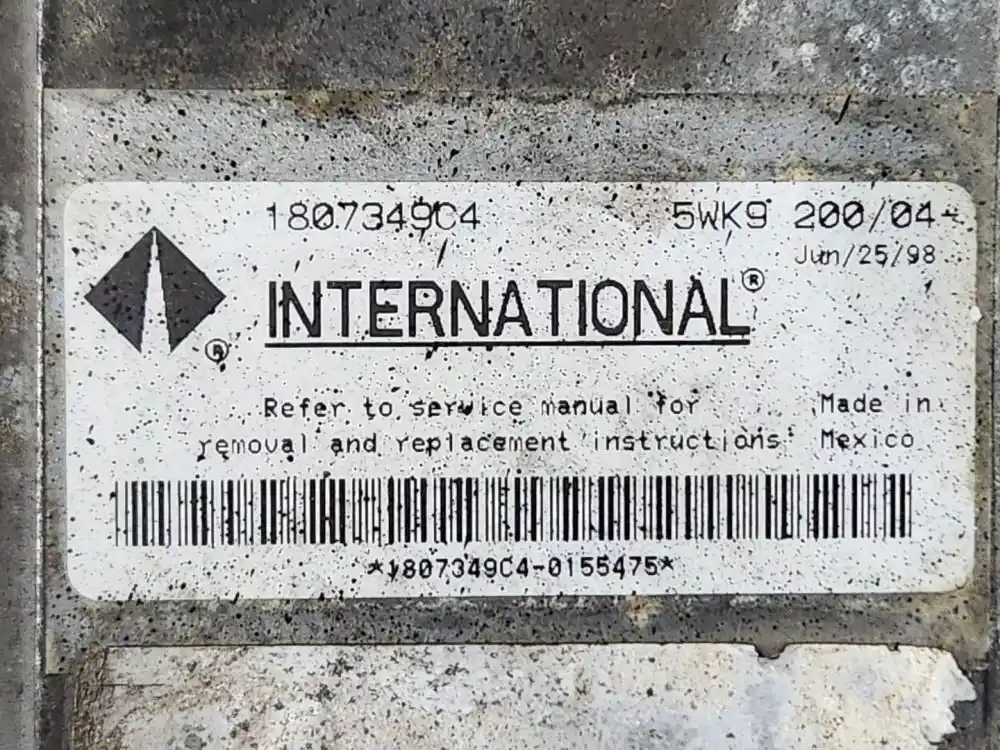 1807349C4 5WK9 200/04-
Jun/25/98
INTERNATIONAL®
®
Refer to service manual for Made in
removal and replacement instructions Mexico
*1807349C4-0155475*